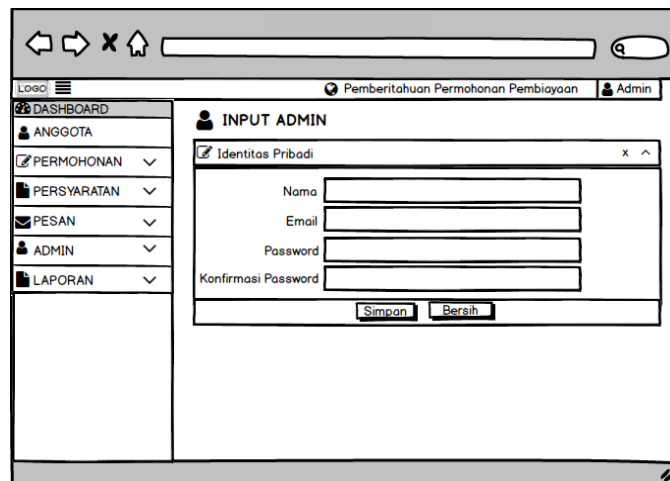 LOGO Pemberitahuan Permohonan Pembiayaan Admin
DASHBOARD
ANGGOTA
PERMOHONAN
PERSYARATAN
PESAN
ADMIN
LAPORAN
INPUT ADMIN
Identitas Pribadi x
Nama
Email
Password
Konfirmasi Password
Simpan Bersih